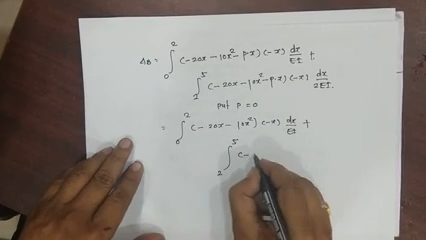 ΔB = ∫₀² (-20x - 10x² - P·x) (-x) dx/EI +
∫₂⁵ (-20x - 10x² - P·x) (-x) dx/2EI.
put P = 0
= ∫₀² (-20x - 10x²) (-x) dx/EI +
∫₂⁵ (-